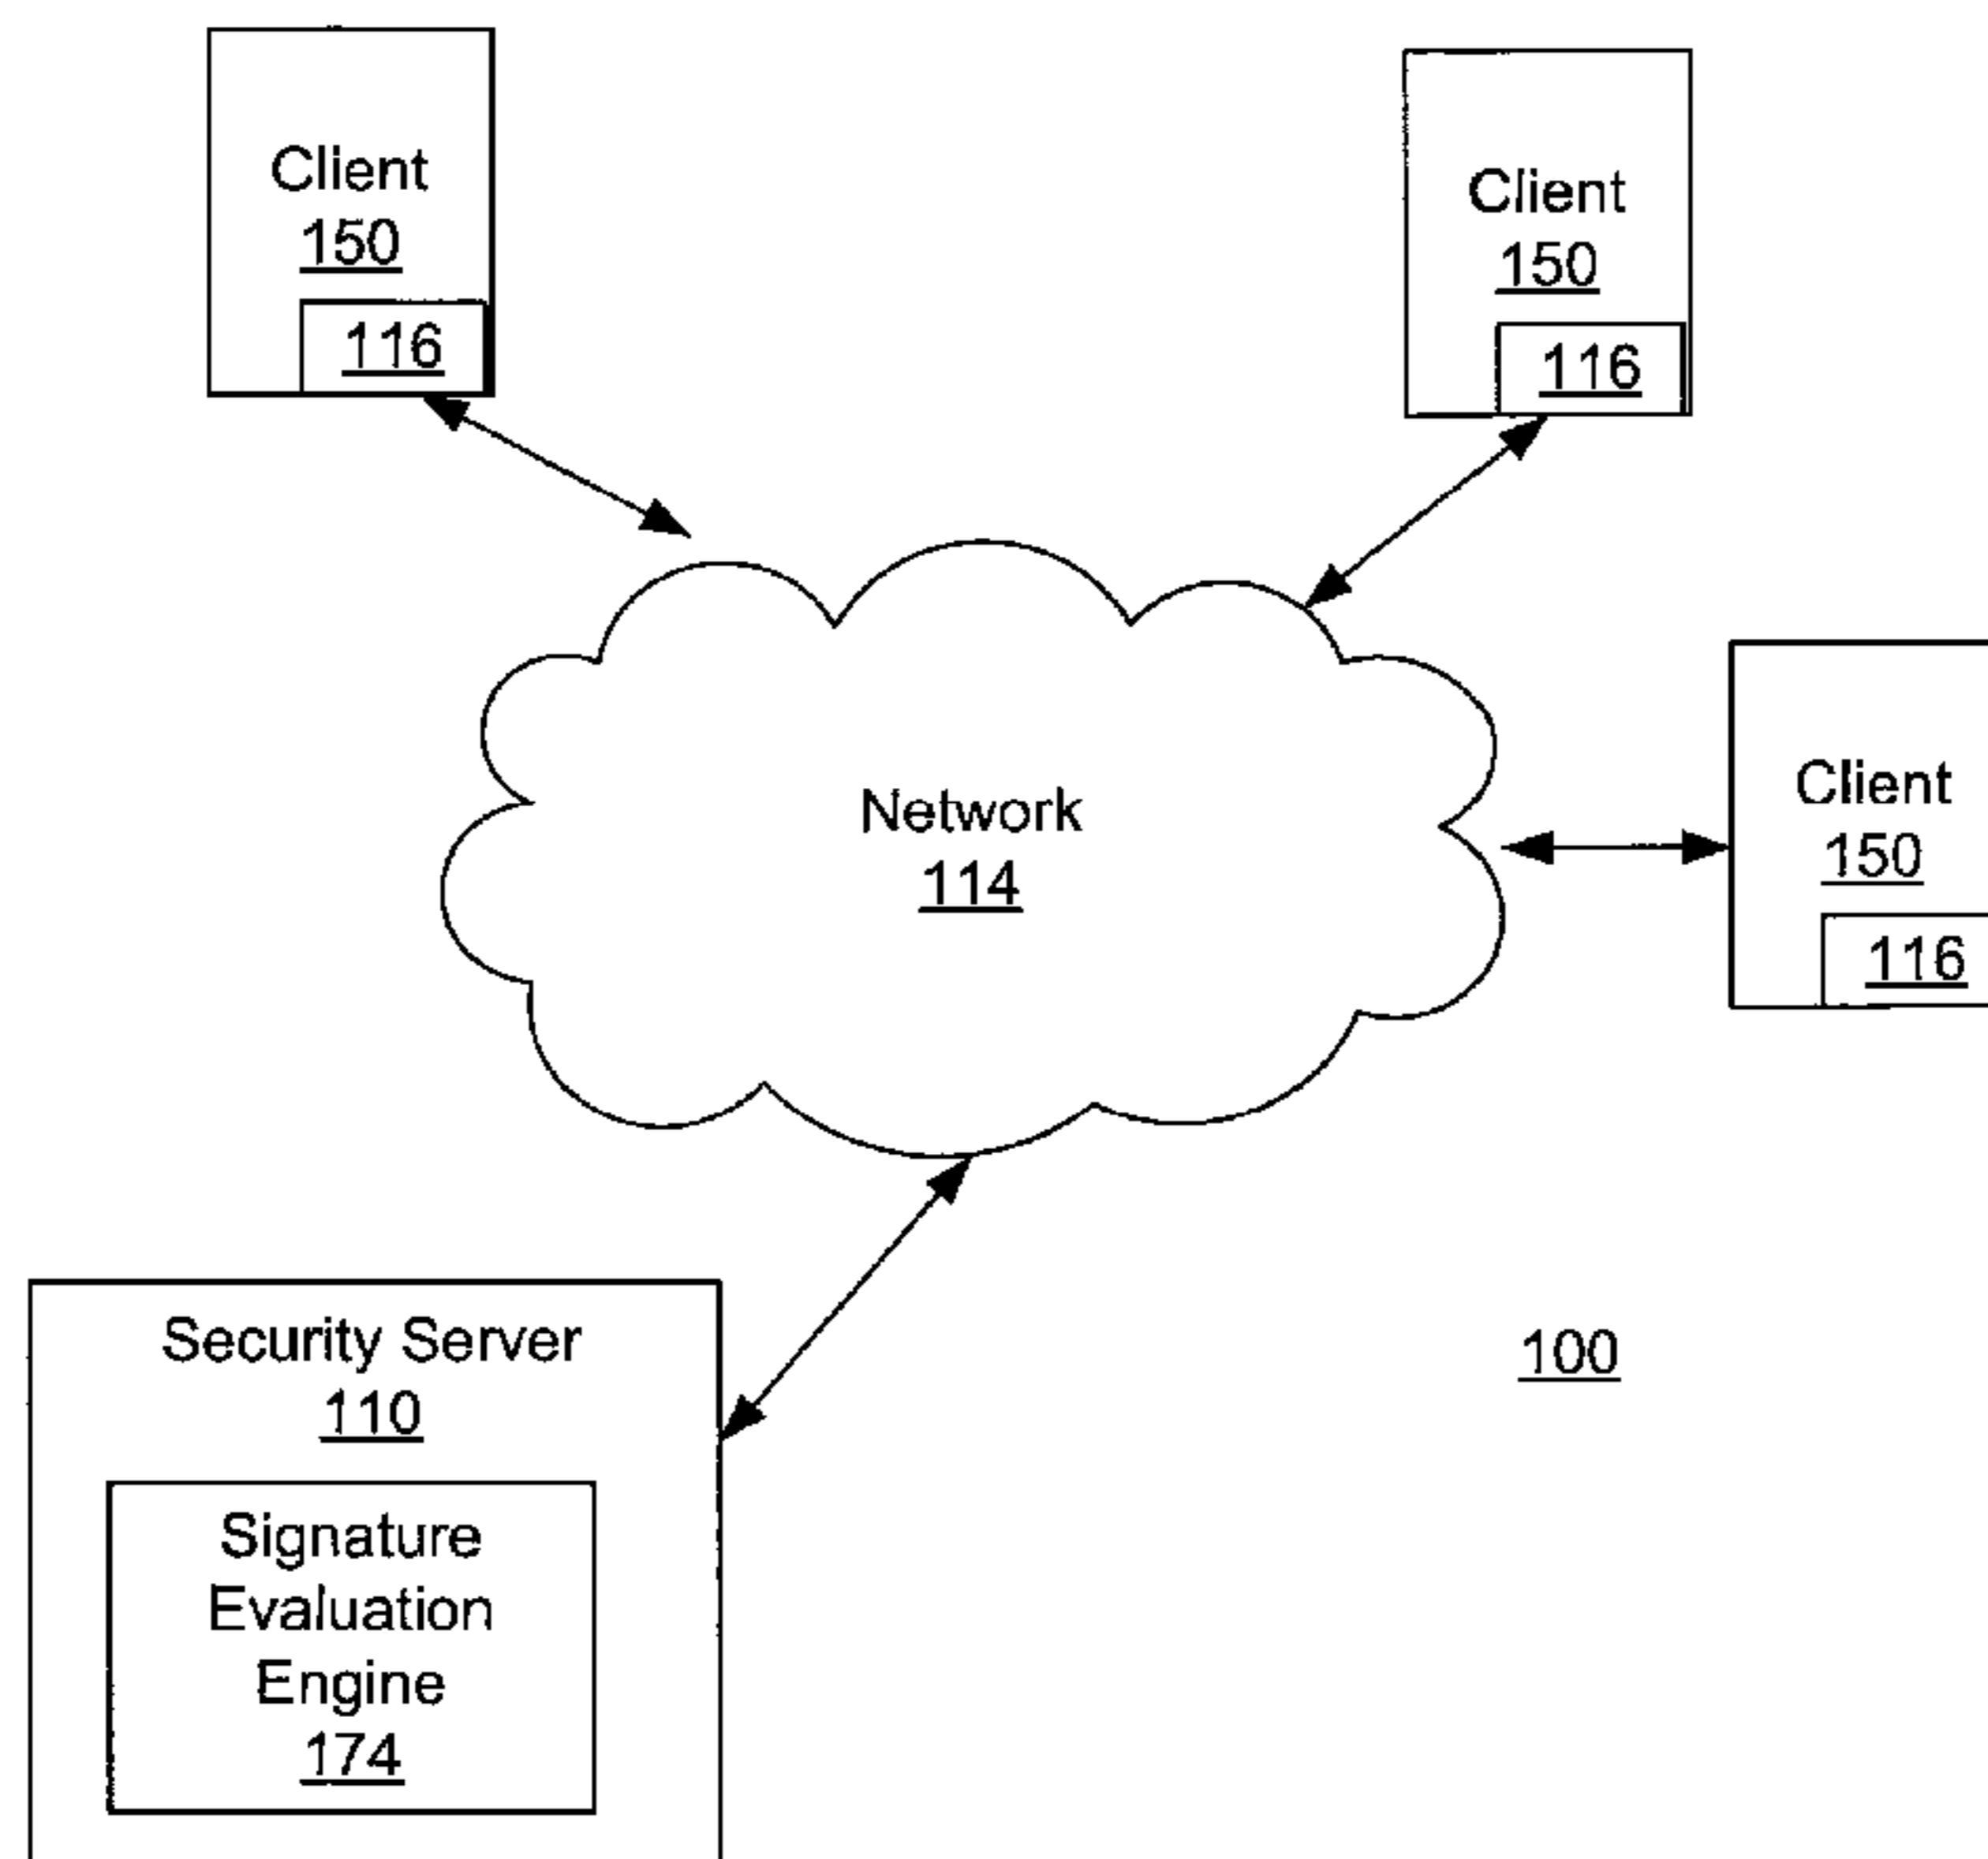 Client
150
116
Client
150
116
Client
150
116
Network
114
Security Server
110
Signature
Evaluation
Engine
174
100